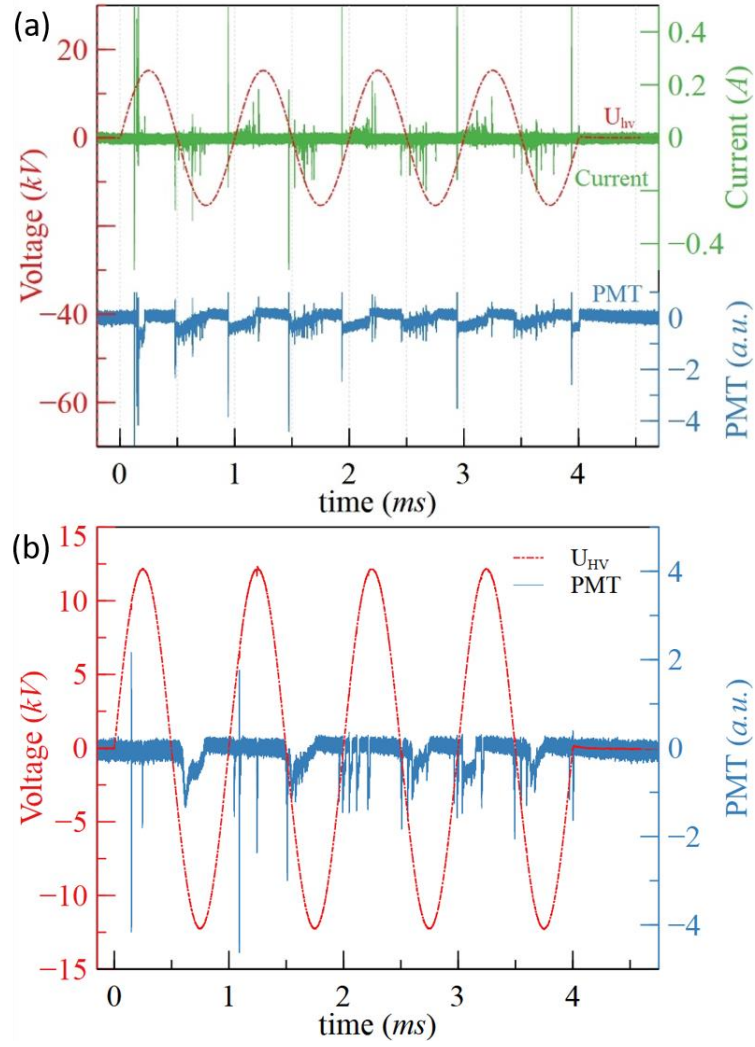 (a)
20
0
−20
−40
−60
Voltage (kV)
0.4
0.2
0
−0.4
Current (A)
U_hv
Current
PMT
0
−2
−4
PMT (a.u.)
0 1 2 3 4
time (ms)
(b)
15
10
5
0
−5
−10
−15
Voltage (kV)
U_HV
PMT
4
2
0
−2
−4
PMT (a.u.)
0 1 2 3 4
time (ms)